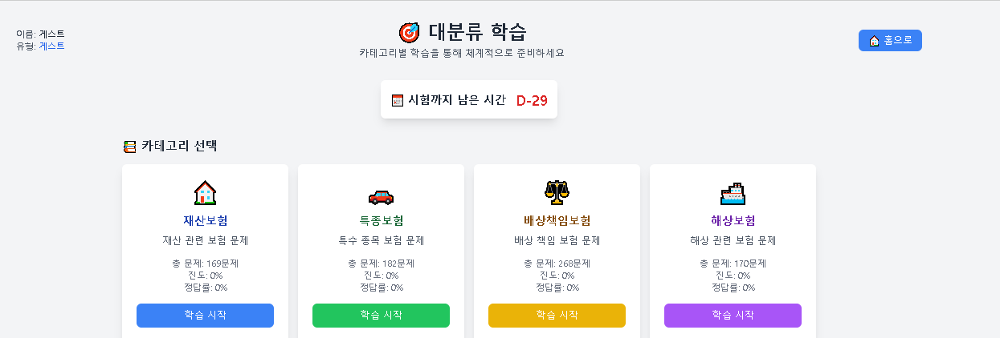 이름: 게스트
유형: 게스트
대분류 학습
카테고리별 학습을 통해 체계적으로 준비하세요
홈으로
시험까지 남은 시간 D-29
카테고리 선택
재산보험
재산 관련 보험 문제
총 문제: 169문제
진도: 0%
정답률: 0%
학습 시작
특종보험
특수 종목 보험 문제
총 문제: 182문제
진도: 0%
정답률: 0%
학습 시작
배상책임보험
배상 책임 보험 문제
총 문제: 268문제
진도: 0%
정답률: 0%
학습 시작
해상보험
해상 관련 보험 문제
총 문제: 170문제
진도: 0%
정답률: 0%
학습 시작